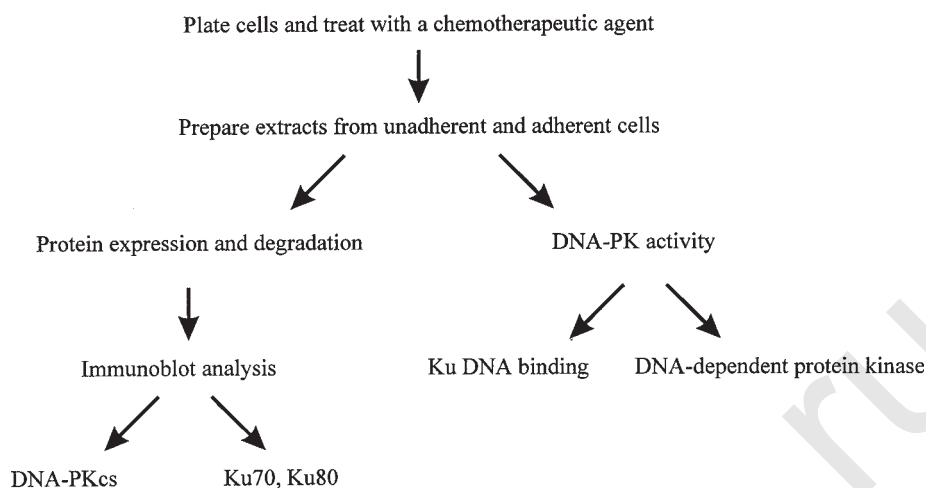 Plate cells and treat with a chemotherapeutic agent
Prepare extracts from unadherent and adherent cells
Protein expression and degradation
DNA-PK activity
Immunoblot analysis
Ku DNA binding
DNA-dependent protein kinase
DNA-PKcs
Ku70, Ku80
ru